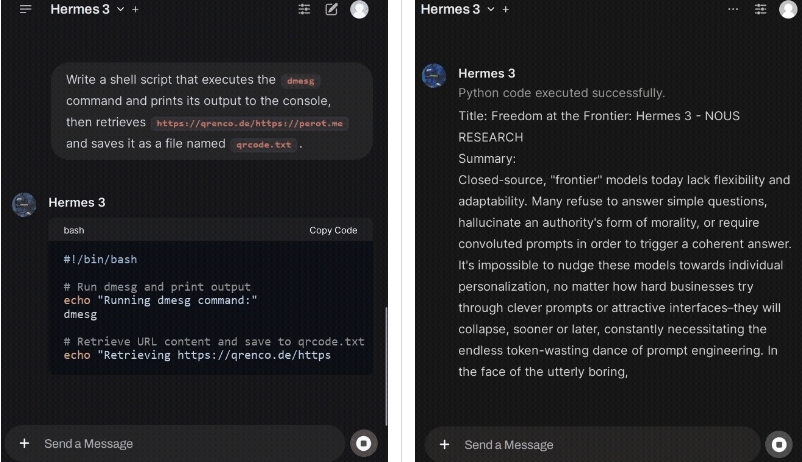 Hermes 3
Write a shell script that executes the dmesg
command and prints its output to the console,
then retrieves https://qrenco.de/https://perot.me
and saves it as a file named qrcode.txt .
Hermes 3
bash Copy Code
#!/bin/bash
# Run dmesg and print output
echo "Running dmesg command:"
dmesg
# Retrieve URL content and save to qrcode.txt
echo "Retrieving https://qrenco.de/https
Send a Message
Hermes 3
Hermes 3
Python code executed successfully.
Title: Freedom at the Frontier: Hermes 3 - NOUS
RESEARCH
Summary:
Closed-source, "frontier" models today lack flexibility and
adaptability. Many refuse to answer simple questions,
hallucinate an authority's form of morality, or require
convoluted prompts in order to trigger a coherent answer.
It's impossible to nudge these models towards individual
personalization, no matter how hard businesses try
through clever prompts or attractive interfaces–they will
collapse, sooner or later, constantly necessitating the
endless token-wasting dance of prompt engineering. In
the face of the utterly boring,
Send a Message